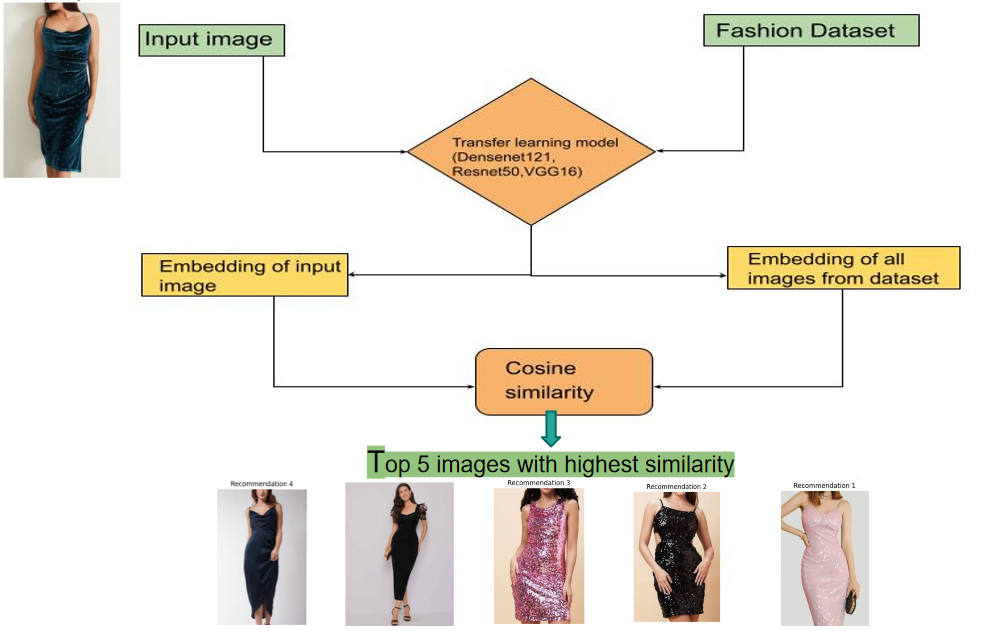 Input image
Fashion Dataset
Transfer learning model
(Densenet121,
Resnet50,VGG16)
Embedding of input
image
Embedding of all
images from dataset
Cosine
similarity
Top 5 images with highest similarity
Recommendation 4
Recommendation 3
Recommendation 2
Recommendation 1